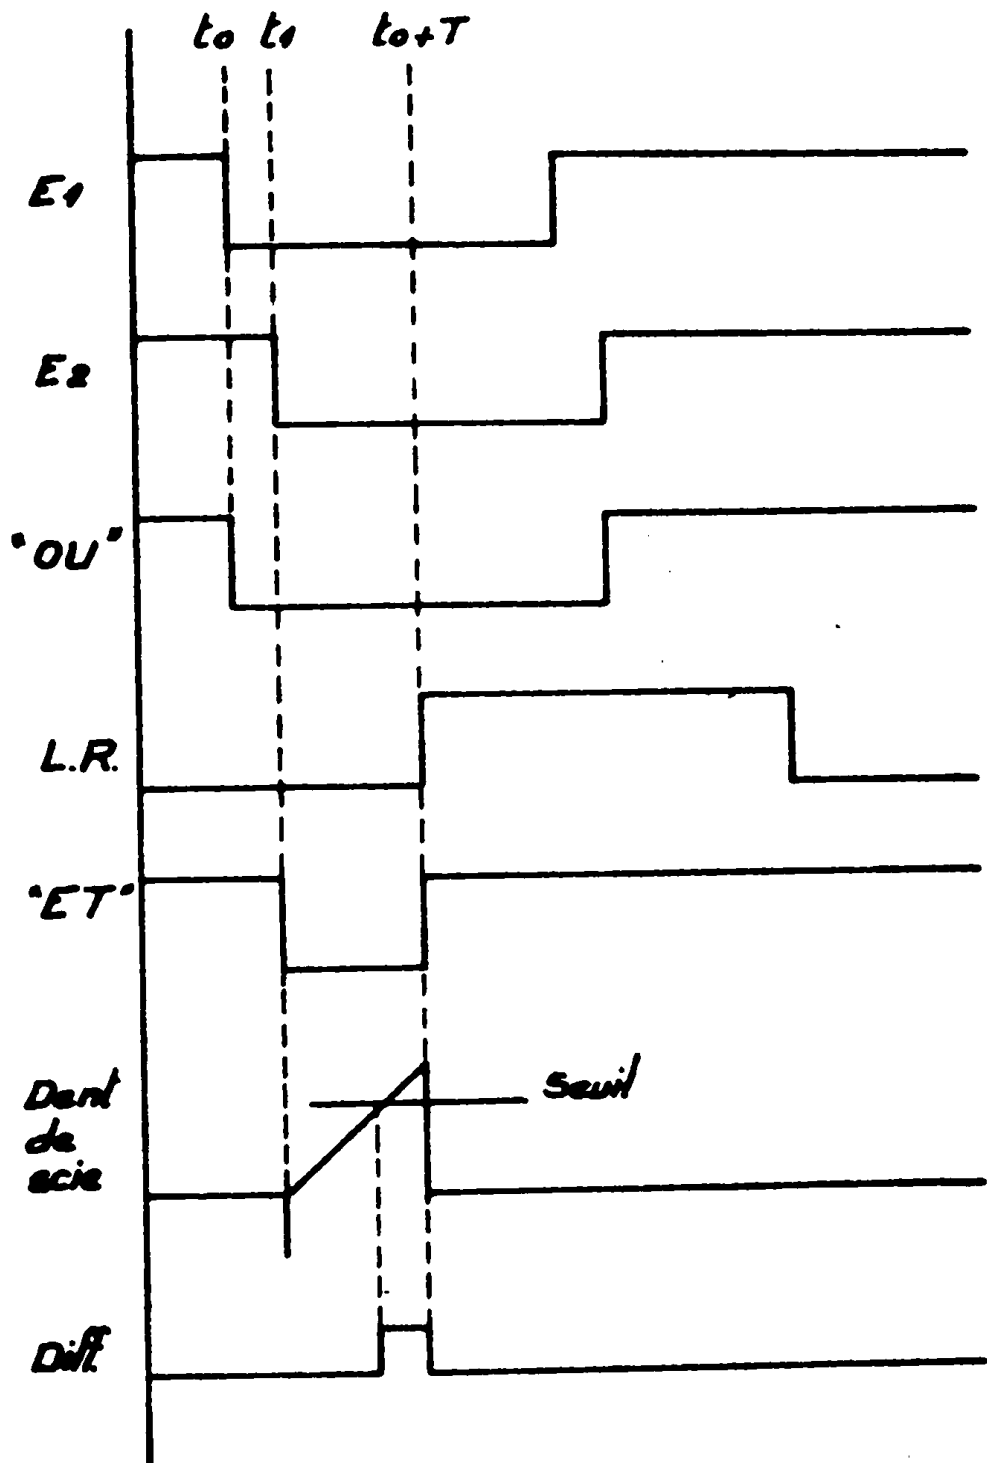 to t1 to+T
E1
E2
"OU"
L.R.
"ET"
Dent
de
scie
Seuil
Diff.